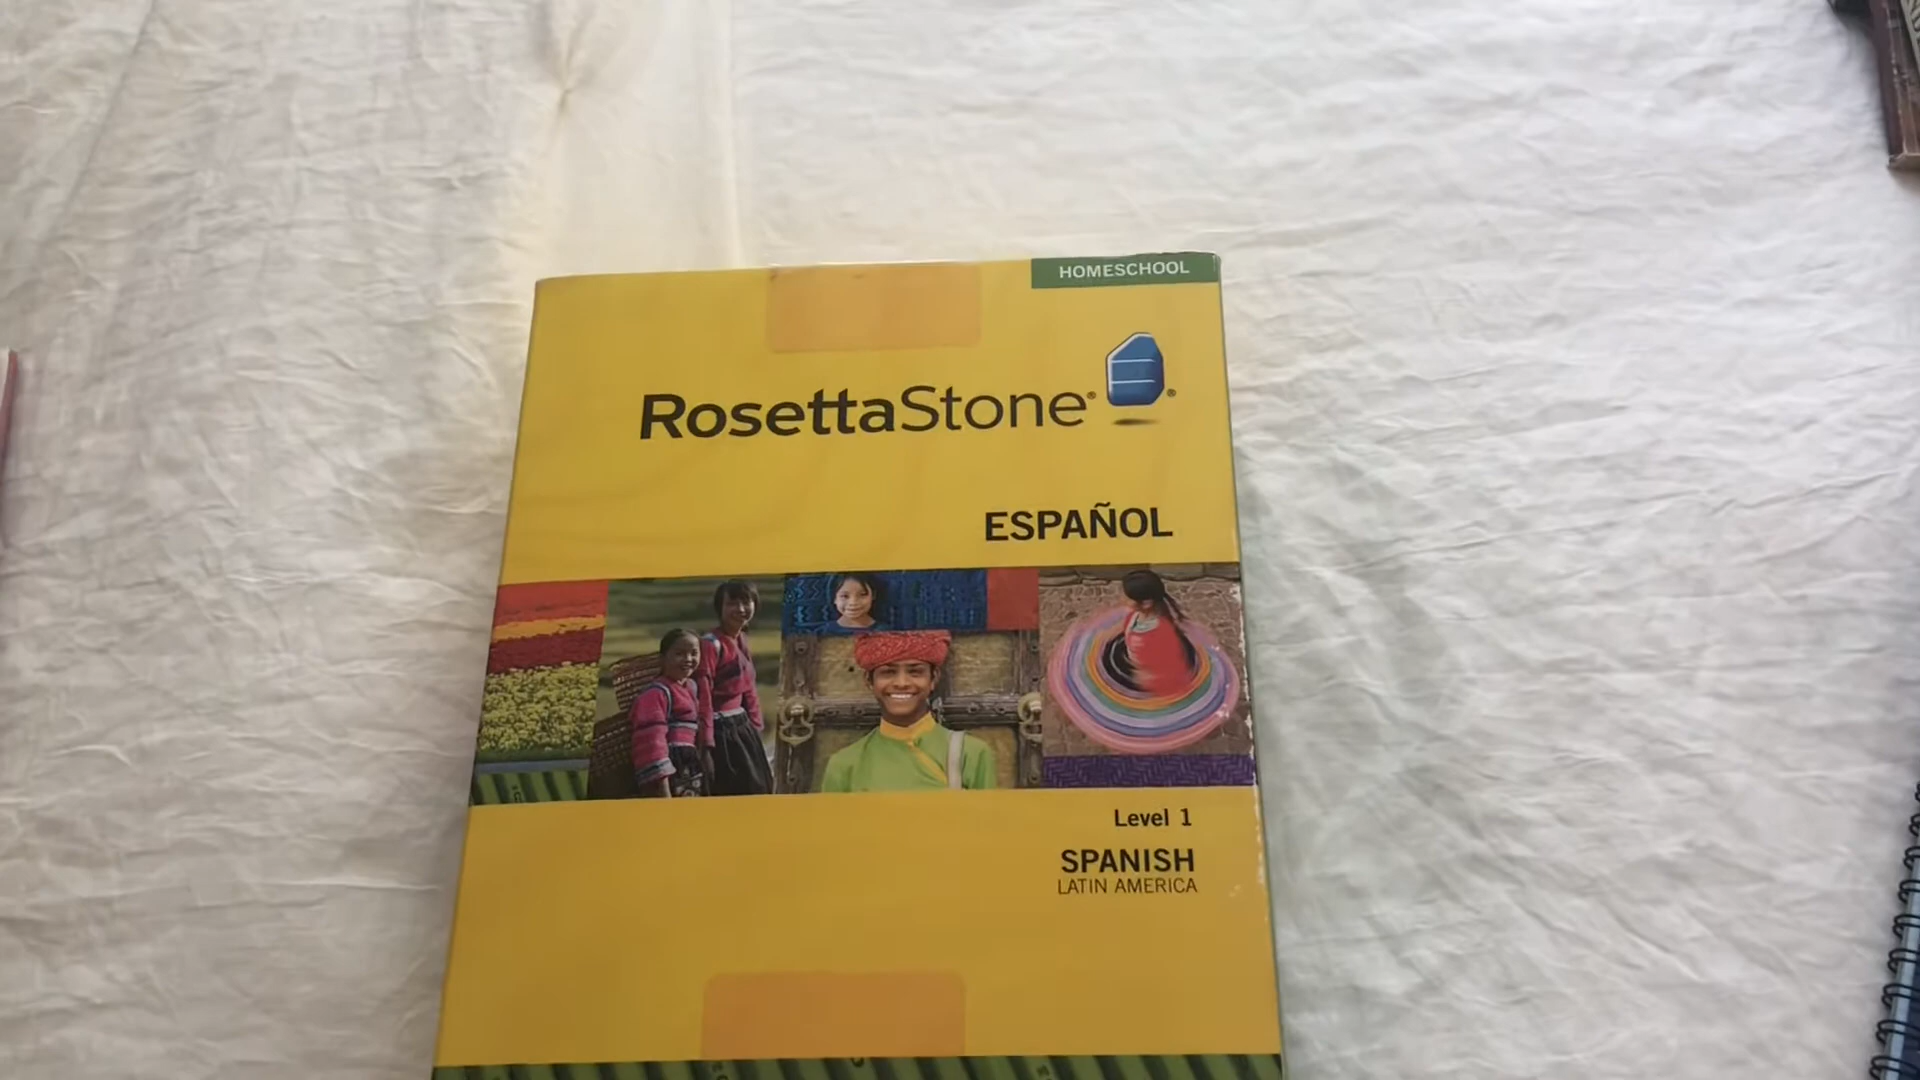 HOMESCHOOL
RosettaStone®
®
ESPAÑOL
Level 1
SPANISH
LATIN AMERICA